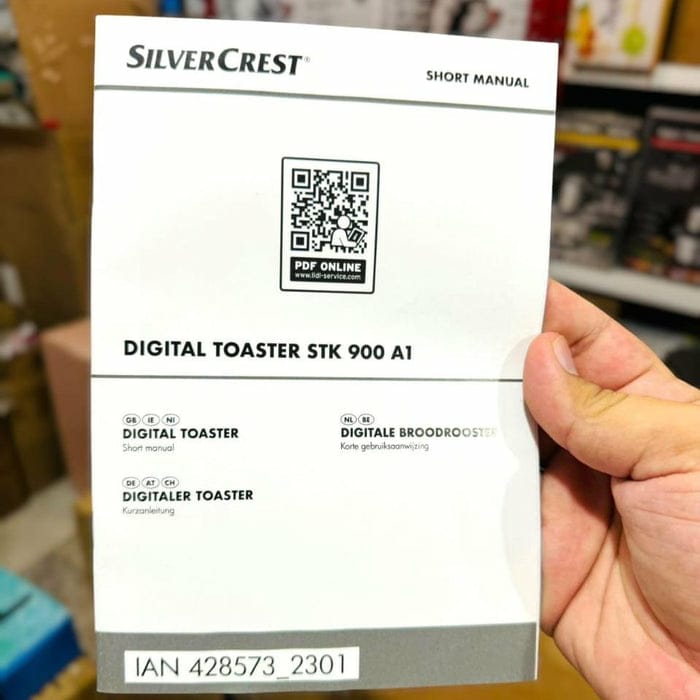 SILVERCREST®
SHORT MANUAL
PDF ONLINE
www.lidl-service.com
DIGITAL TOASTER STK 900 A1
GB IE NI
DIGITAL TOASTER
Short manual
NL BE
DIGITALE BROODROOSTER
Korte gebruiksaanwijzing
DE AT CH
DIGITALER TOASTER
Kurzanleitung
IAN 428573_2301